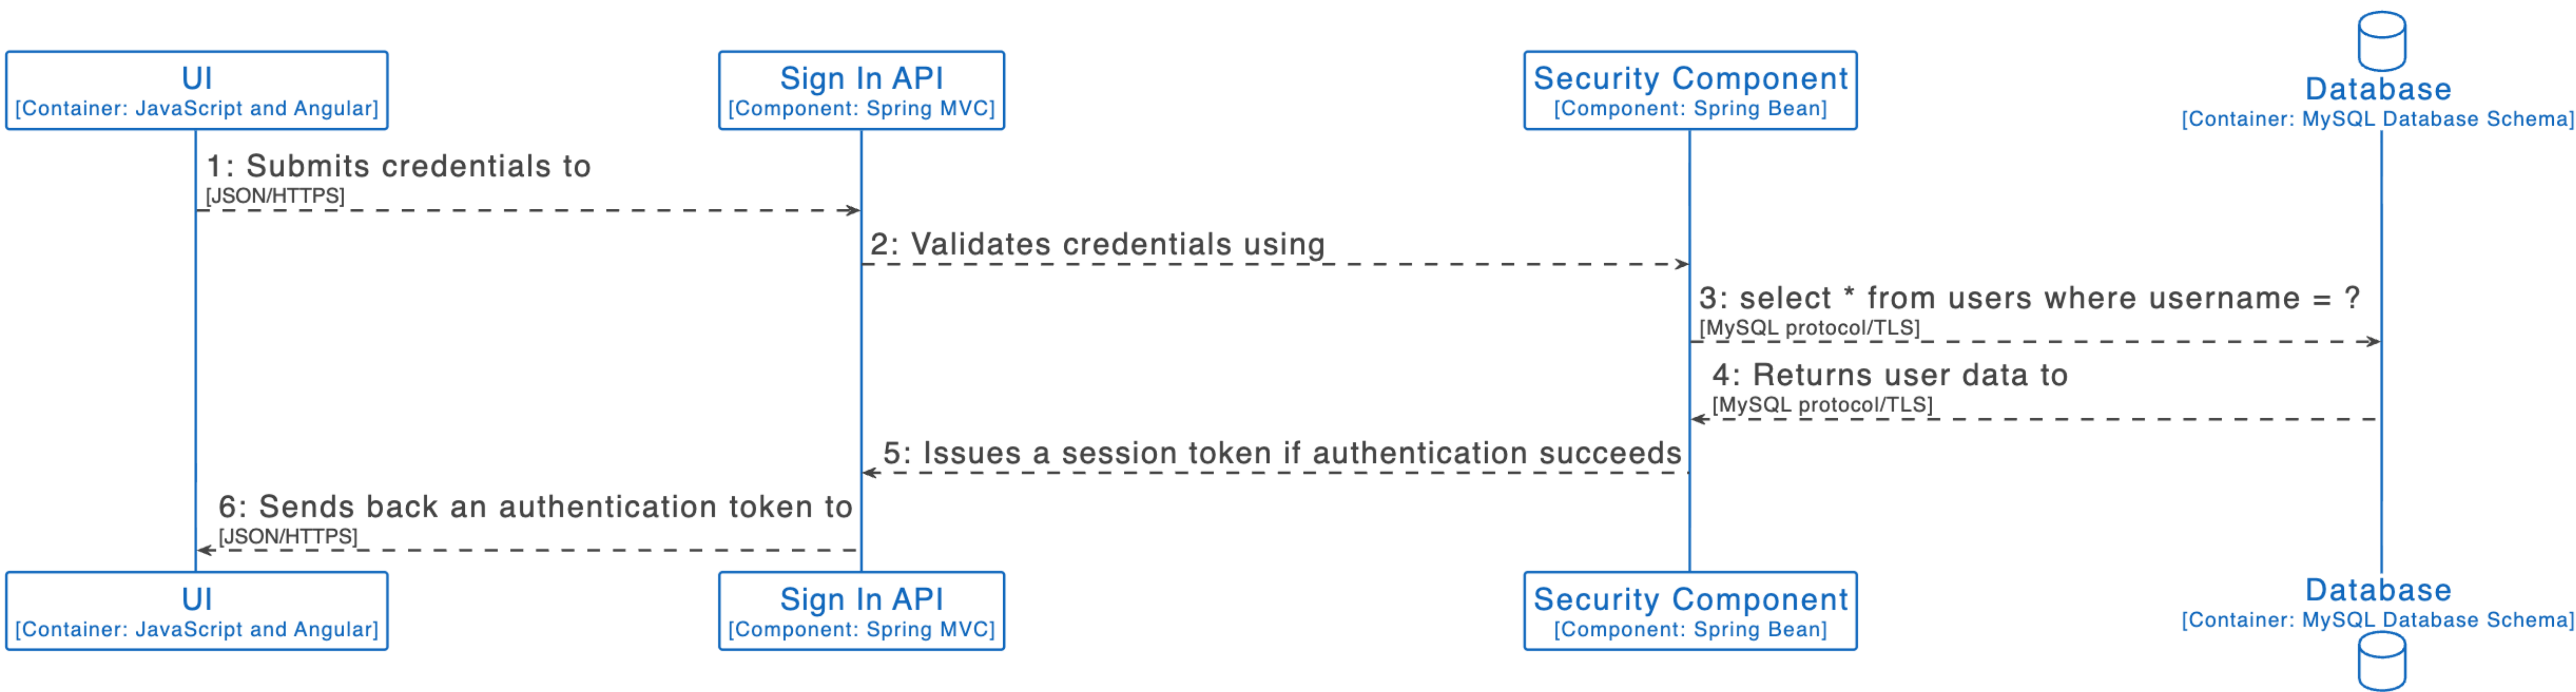 UI
[Container: JavaScript and Angular]
Sign In API
[Component: Spring MVC]
Security Component
[Component: Spring Bean]
Database
[Container: MySQL Database Schema]
1: Submits credentials to
[JSON/HTTPS]
2: Validates credentials using
3: select * from users where username = ?
[MySQL protocol/TLS]
4: Returns user data to
[MySQL protocol/TLS]
5: Issues a session token if authentication succeeds
6: Sends back an authentication token to
[JSON/HTTPS]
UI
[Container: JavaScript and Angular]
Sign In API
[Component: Spring MVC]
Security Component
[Component: Spring Bean]
Database
[Container: MySQL Database Schema]